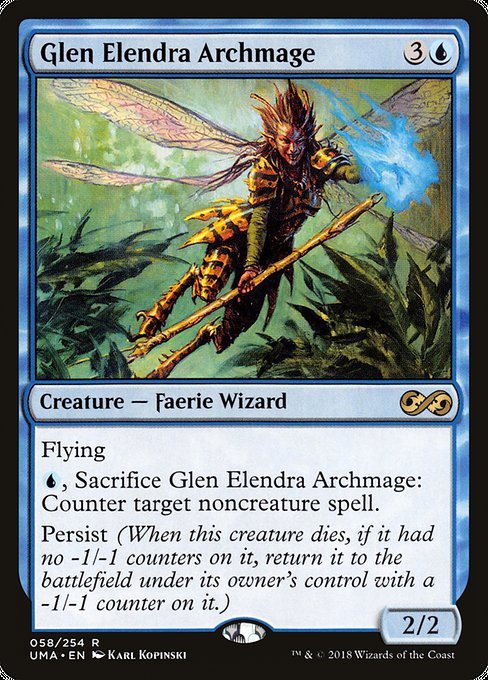 Glen Elendra Archmage 3
Creature — Faerie Wizard
Flying
, Sacrifice Glen Elendra Archmage:
Counter target noncreature spell.
Persist (When this creature dies, if it had
no -1/-1 counters on it, return it to the
battlefield under its owner's control with a
-1/-1 counter on it.)
2/2
058/254 R
UMA • EN Karl Kopinski
™ & © 2018 Wizards of the Coast